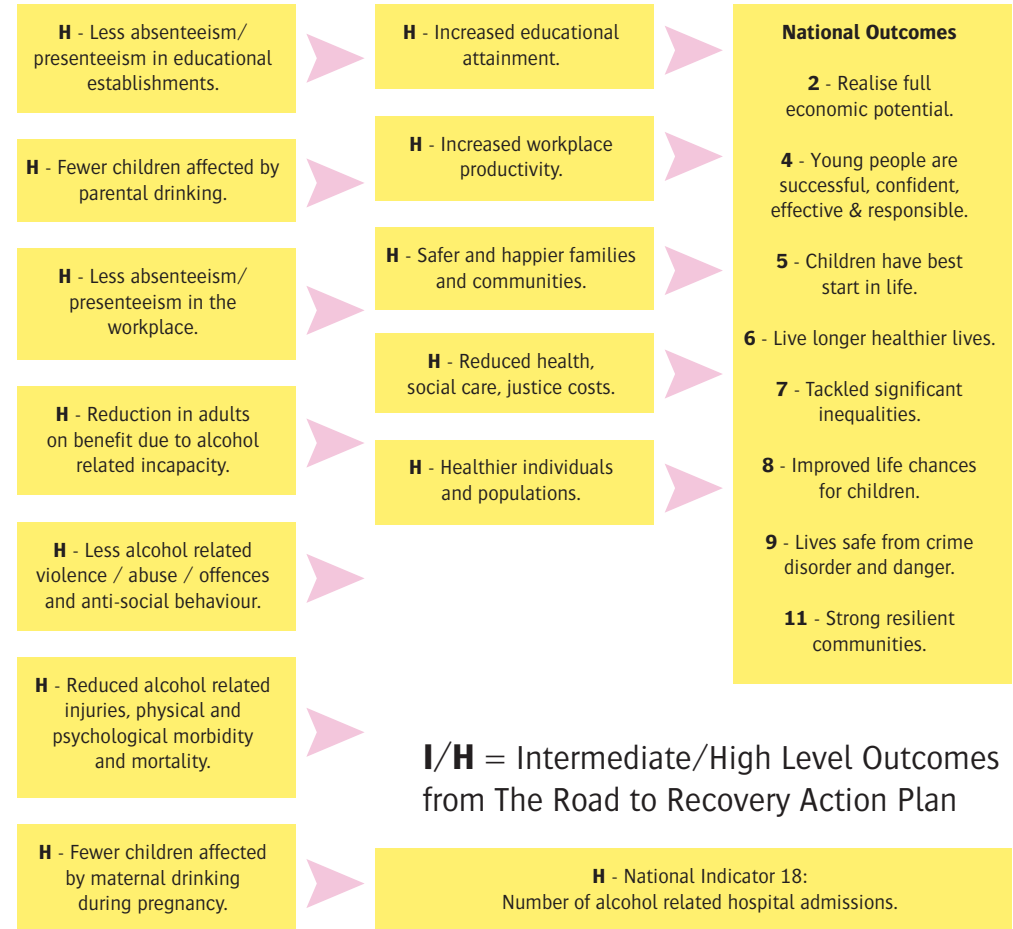 H - Less absenteeism/
presenteeism in educational
establishments.
H - Fewer children affected by
parental drinking.
H - Less absenteeism/
presenteeism in the
workplace.
H - Reduction in adults
on benefit due to alcohol
related incapacity.
H - Less alcohol related
violence / abuse / offences
and anti-social behaviour.
H - Reduced alcohol related
injuries, physical and
psychological morbidity
and mortality.
H - Fewer children affected
by maternal drinking
during pregnancy.
H - Increased educational
attainment.
H - Increased workplace
productivity.
H - Safer and happier families
and communities.
H - Reduced health,
social care, justice costs.
H - Healthier individuals
and populations.
National Outcomes
2 - Realise full
economic potential.
4 - Young people are
successful, confident,
effective & responsible.
5 - Children have best
start in life.
6 - Live longer healthier lives.
7 - Tackled significant
inequalities.
8 - Improved life chances
for children.
9 - Lives safe from crime
disorder and danger.
11 - Strong resilient
communities.
I/H = Intermediate/High Level Outcomes
from The Road to Recovery Action Plan
H - National Indicator 18:
Number of alcohol related hospital admissions.